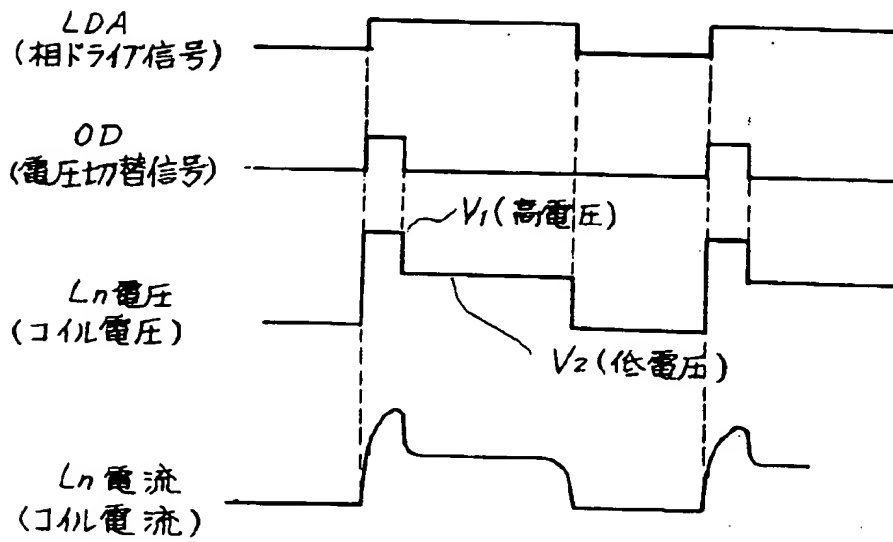 LDA
(相ドライブ信号)
OD
(電圧切替信号)
V1(高電圧)
Ln電圧
(コイル電圧)
V2(低電圧)
Ln電流
(コイル電流)